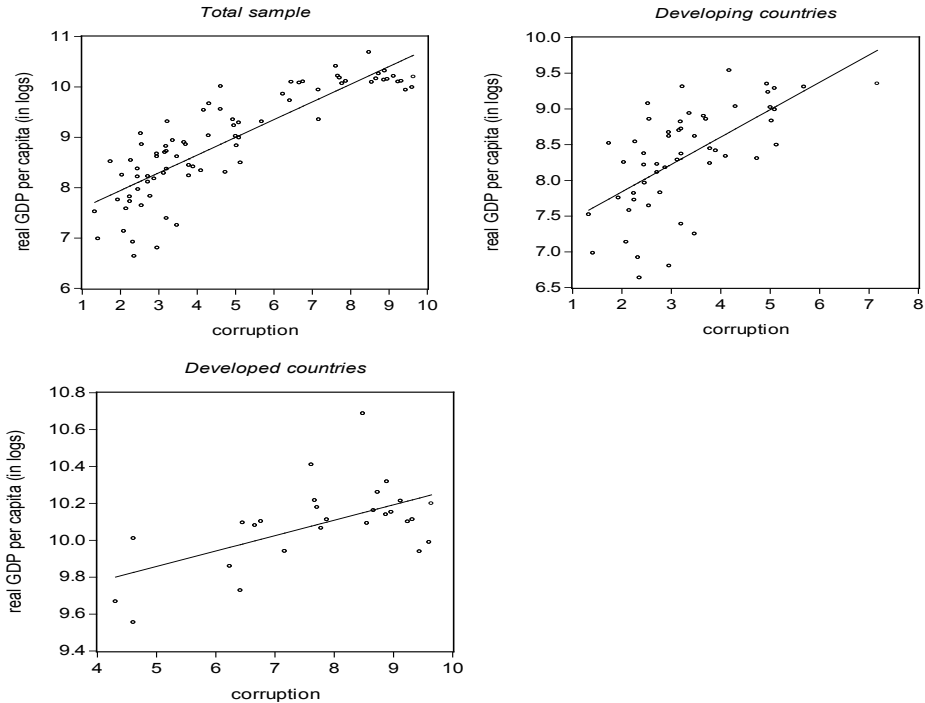 Total sample
real GDP per capita (in logs)
11
10
9
8
7
6
1 2 3 4 5 6 7 8 9 10
corruption
Developing countries
real GDP per capita (in logs)
10.0
9.5
9.0
8.5
8.0
7.5
7.0
6.5
1 2 3 4 5 6 7 8
corruption
Developed countries
real GDP per capita (in logs)
10.8
10.6
10.4
10.2
10.0
9.8
9.6
9.4
4 5 6 7 8 9 10
corruption